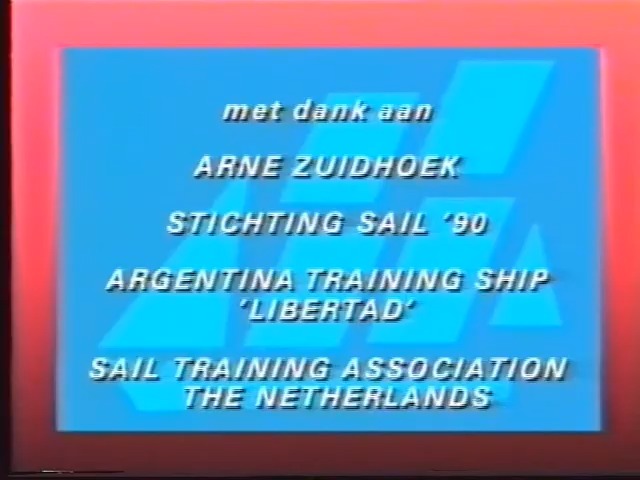 met dank aan
ARNE ZUIDHOEK
STICHTING SAIL '90
ARGENTINA TRAINING SHIP
'LIBERTAD'
SAIL TRAINING ASSOCIATION
THE NETHERLANDS